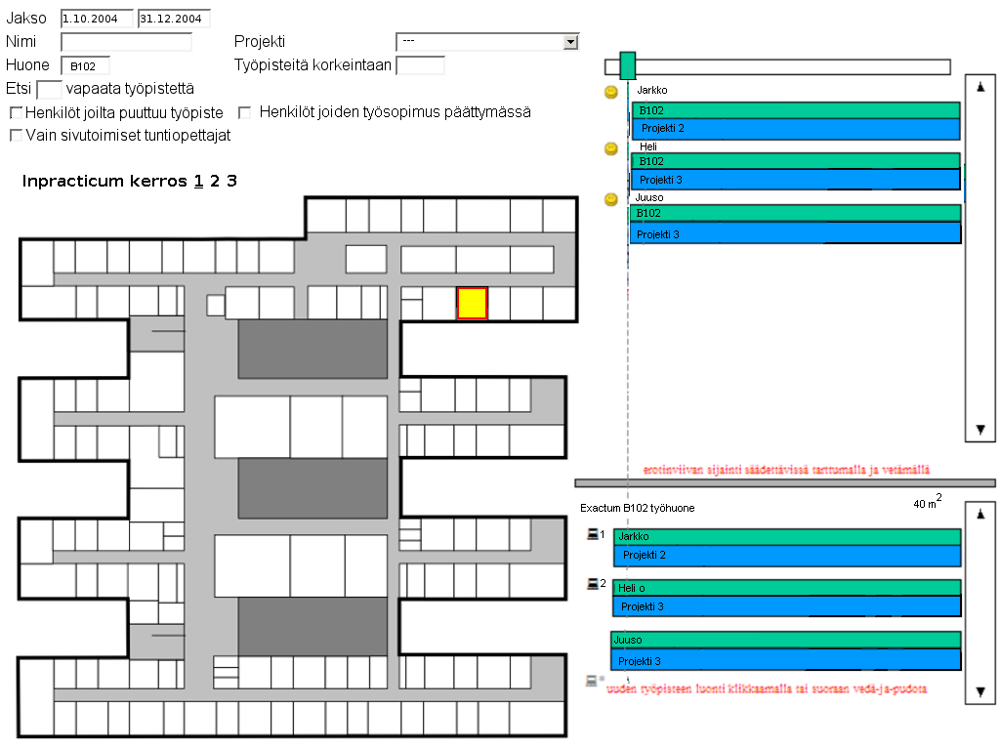 Jakso 1.10.2004 31.12.2004
Nimi Projekti ---
Huone B102 Työpisteitä korkeintaan
Etsi vapaata työpistettä
Henkilöt joilta puuttuu työpiste Henkilöt joiden työsopimus päättymässä
Vain sivutoimiset tuntiopettajat
Inpracticum kerros 1 2 3
Jarkko
B102
Projekti 2
Heli
B102
Projekti 3
Juuso
B102
Projekti 3
erotinviivan sijainti säädettävissä tarttumalla ja vetämällä
Exactum B102 työhuone 40 m2
1 Jarkko
Projekti 2
2 Heli o
Projekti 3
Juuso
Projekti 3
* uuden työpisteen luonti klikkaamalla tai suoraan vedä-ja-pudota